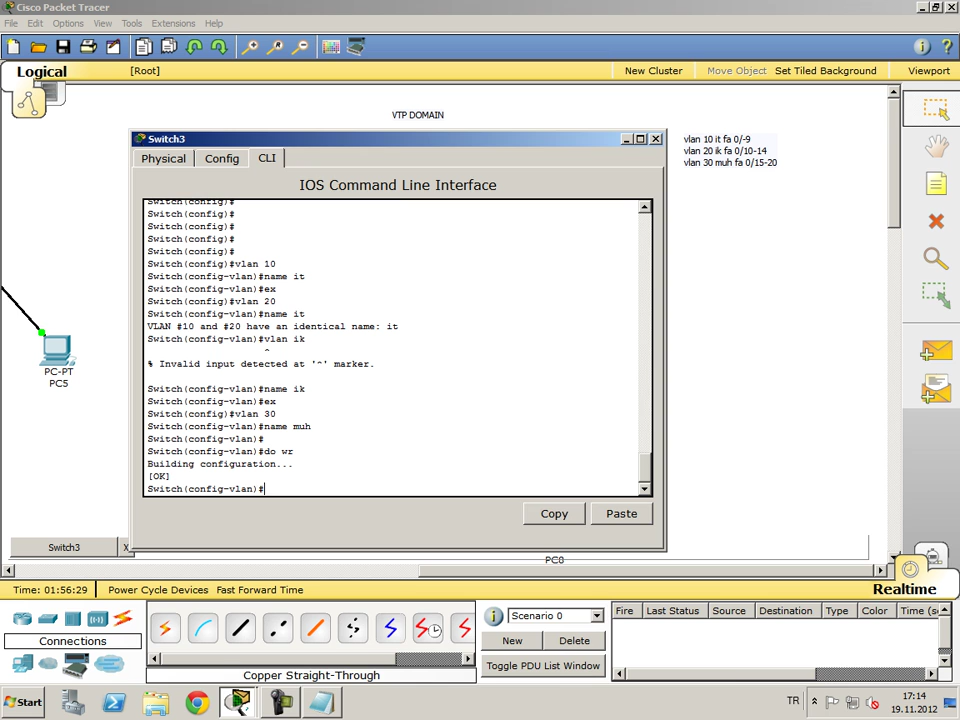 Cisco Packet Tracer
File Edit Options View Tools Extensions Help
Logical [Root] New Cluster Move Object Set Tiled Background Viewport
VTP DOMAIN
vlan 10 it fa 0/-9
vlan 20 ik fa 0/10-14
vlan 30 muh fa 0/15-20
Switch3
Physical Config CLI
IOS Command Line Interface
Switch(config)#
Switch(config)#
Switch(config)#
Switch(config)#
Switch(config)#
Switch(config)#vlan 10
Switch(config-vlan)#name it
Switch(config-vlan)#ex
Switch(config)#vlan 20
Switch(config-vlan)#name it
VLAN #10 and #20 have an identical name: it
Switch(config-vlan)#vlan ik
^
% Invalid input detected at '^' marker.
Switch(config-vlan)#name ik
Switch(config-vlan)#ex
Switch(config)#vlan 30
Switch(config-vlan)#name muh
Switch(config-vlan)#
Switch(config-vlan)#do wr
Building configuration...
[OK]
Switch(config-vlan)#
Copy Paste
PC-PT
PC5
Switch3 X
PC8
Time: 01:56:29 Power Cycle Devices Fast Forward Time Realtime
Connections
Copper Straight-Through
Scenario 0
New Delete
Toggle PDU List Window
Fire Last Status Source Destination Type Color Time (se
Start
TR
17:14
19.11.2012